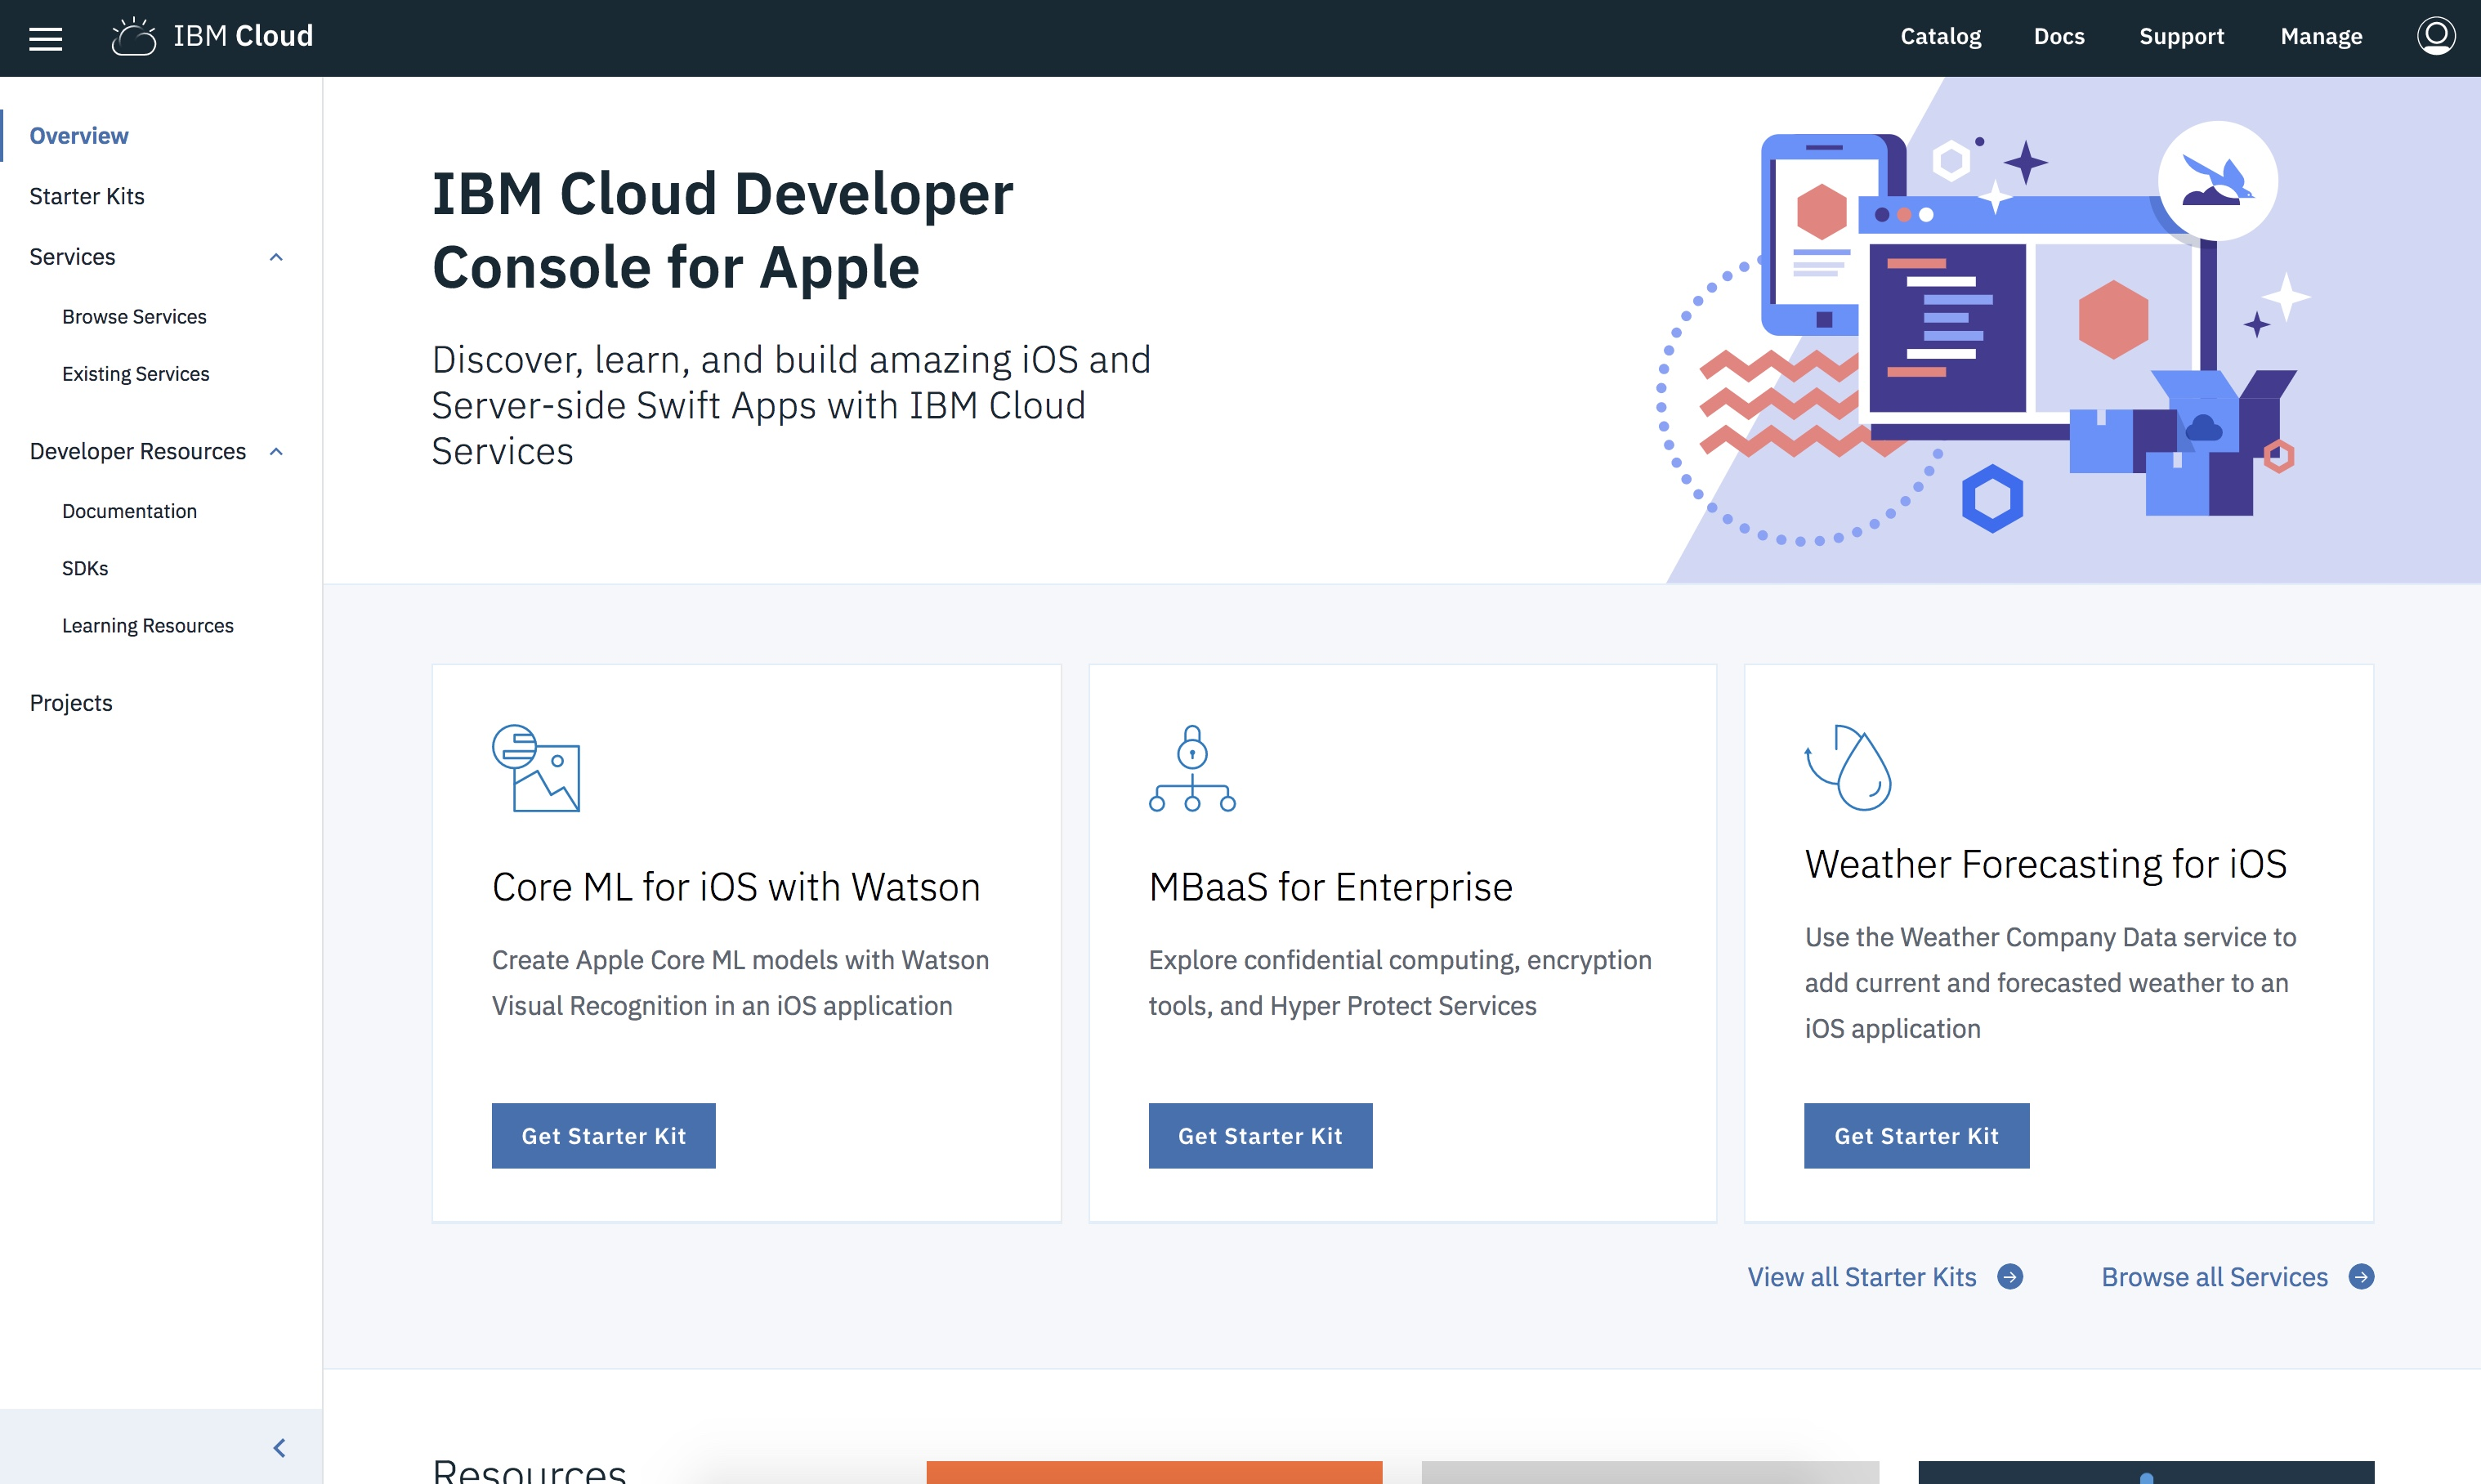 IBM Cloud
Catalog
Docs
Support
Manage
Overview
Starter Kits
Services
Browse Services
Existing Services
Developer Resources
Documentation
SDKs
Learning Resources
Projects
IBM Cloud Developer
Console for Apple
Discover, learn, and build amazing iOS and
Server-side Swift Apps with IBM Cloud
Services
Core ML for iOS with Watson
Create Apple Core ML models with Watson
Visual Recognition in an iOS application
Get Starter Kit
MBaaS for Enterprise
Explore confidential computing, encryption
tools, and Hyper Protect Services
Get Starter Kit
Weather Forecasting for iOS
Use the Weather Company Data service to
add current and forecasted weather to an
iOS application
Get Starter Kit
View all Starter Kits
Browse all Services
Resources